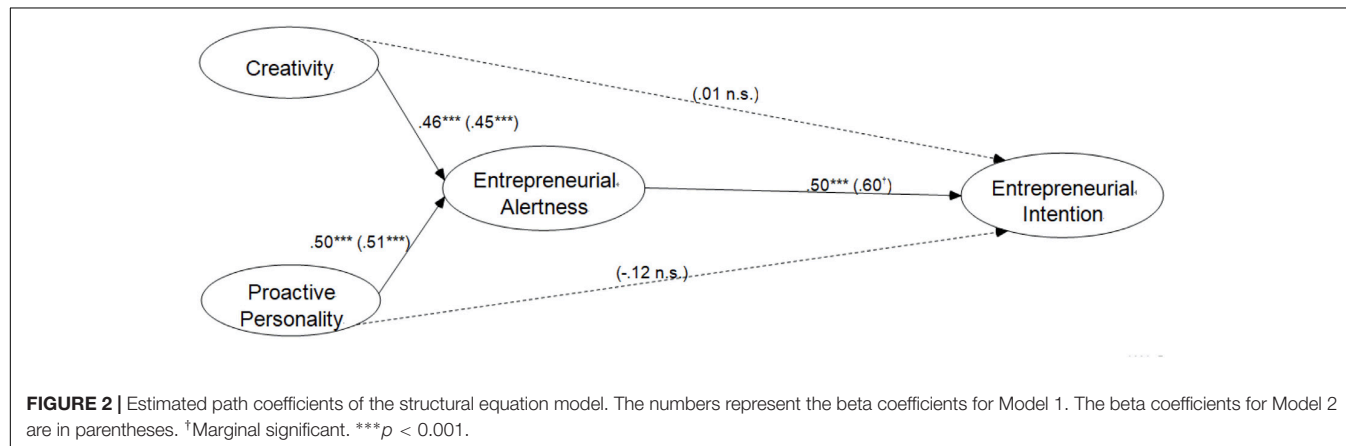 Creativity
(.01 n.s.)
.46*** (.45***)
Entrepreneurial
Alertness
.50*** (.60†)
Entrepreneurial
Intention
.50*** (.51***)
(-.12 n.s.)
Proactive
Personality
FIGURE 2 | Estimated path coefficients of the structural equation model. The numbers represent the beta coefficients for Model 1. The beta coefficients for Model 2
are in parentheses. †Marginal significant. ***p < 0.001.